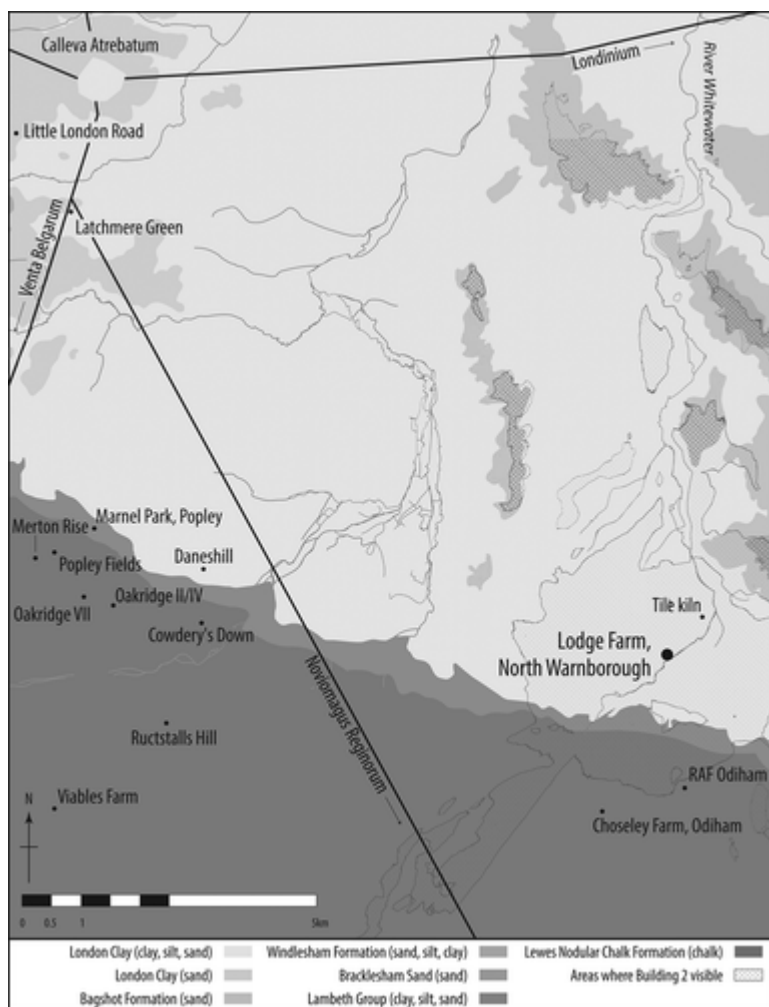 Calleva Atrebatum
Londinium
River Whitewater
Little London Road
Latchmere Green
Venta Belgarum
Marnel Park, Popley
Merton Rise
Popley Fields
Daneshill
Oakridge II/IV
Oakridge VII
Cowdery's Down
Tile kiln
Lodge Farm,
North Warnborough
Noviomagus Reginorum
Ructstalls Hill
RAF Odiham
Viables Farm
Choseley Farm, Odiham
N
0 0.5 1 5km
London Clay (clay, silt, sand) Windlesham Formation (sand, silt, clay) Lewes Nodular Chalk Formation (chalk)
London Clay (sand) Bracklesham Sand (sand) Areas where Building 2 visible
Bagshot Formation (sand) Lambeth Group (clay, silt, sand)